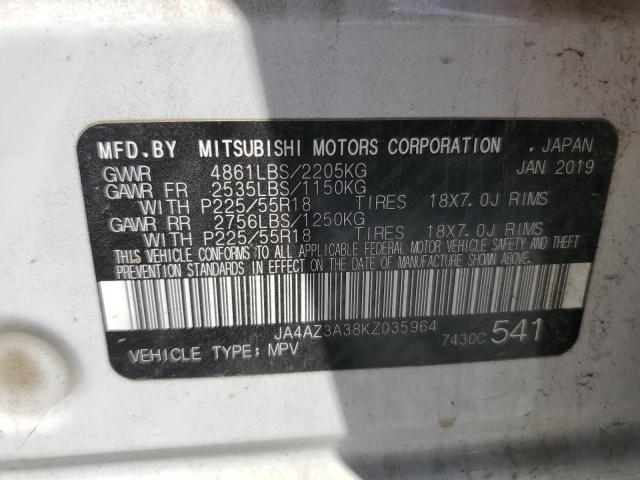 MFD. BY MITSUBISHI MOTORS CORPORATION . JAPAN
GVWR 4861LBS/2205KG JAN 2019
GAWR FR 2535LBS/1150KG
WITH P225/55R18 TIRES 18X7.0J RIMS
GAWR RR 2756LBS/1250KG
WITH P225/55R18 TIRES 18X7.0J RIMS
THIS VEHICLE CONFORMS TO ALL APPLICABLE FEDERAL MOTOR VEHICLE SAFETY AND THEFT
PREVENTION STANDARDS IN EFFECT ON THE DATE OF MANUFACTURE SHOWN ABOVE.
JA4AZ3A38KZ035964
VEHICLE TYPE: MPV 7430C 541